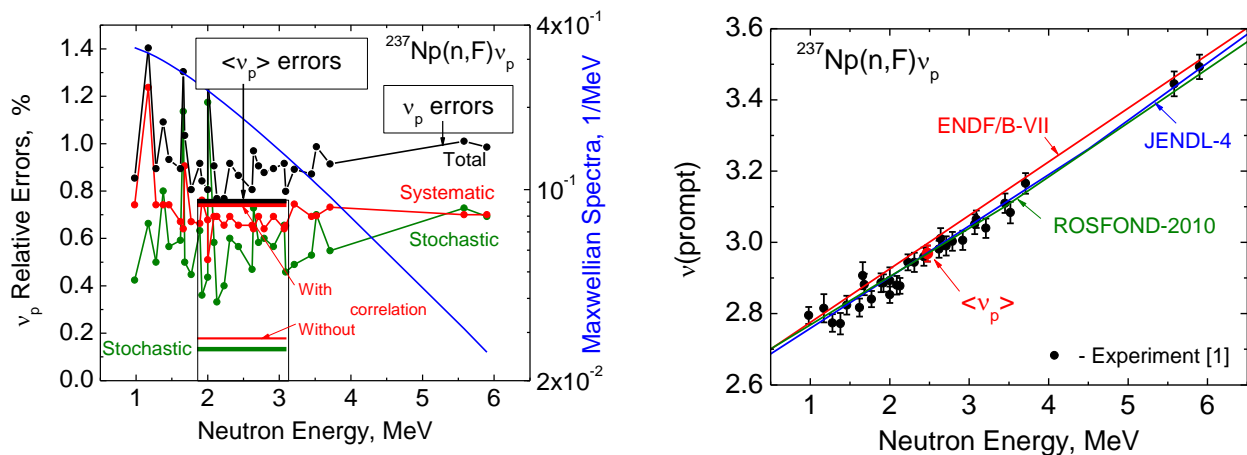 ²³⁷Np(n,F)νₚ
<νₚ> errors
νₚ errors
Total
Systematic
Stochastic
With
correlation
Without
Stochastic
νₚ Relative Errors, %
1.4
1.2
1.0
0.8
0.6
0.4
0.2
0.0
1 2 3 4 5 6
Neutron Energy, MeV
4x10⁻¹
10⁻¹
2x10⁻²
Maxwellian Spectra, 1/MeV
²³⁷Np(n,F)νₚ
ENDF/B-VII
JENDL-4
ROSFOND-2010
<νₚ>
- Experiment [1]
ν(prompt)
3.6
3.4
3.2
3.0
2.8
2.6
1 2 3 4 5 6
Neutron Energy, MeV